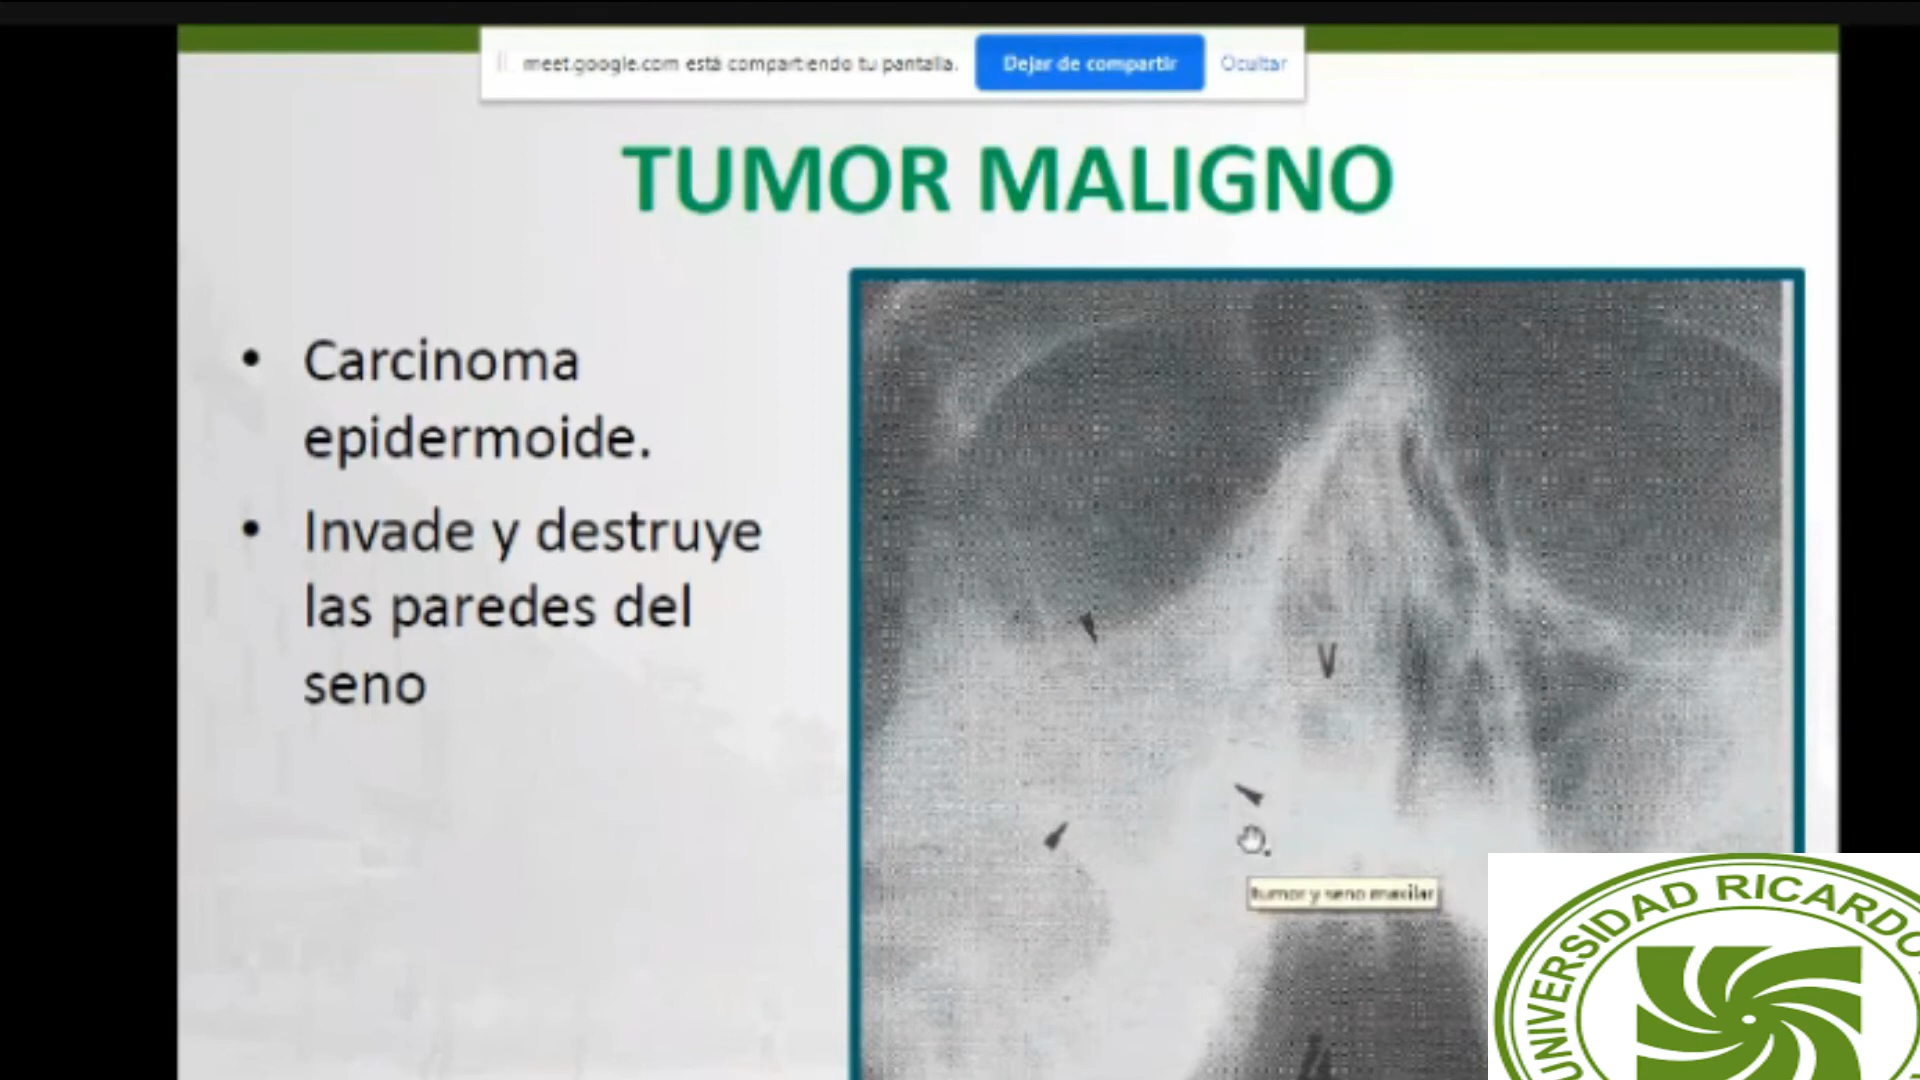 meet.google.com está compartiendo tu pantalla.
Dejar de compartir
Ocultar
TUMOR MALIGNO
• Carcinoma
epidermoide.
• Invade y destruye
las paredes del
seno
V
tumor y seno maxilar
UNIVERSIDAD RICARDO